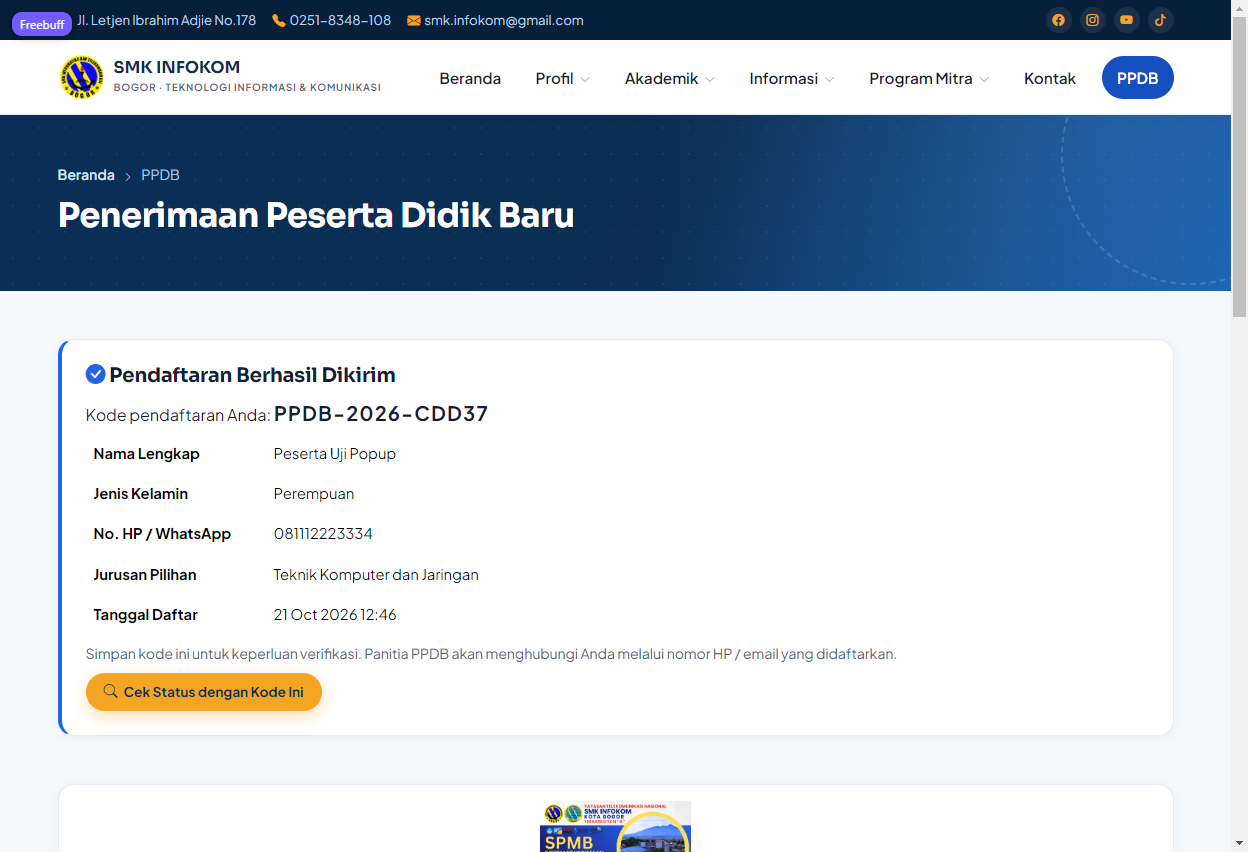 Freebuff
Jl. Letjen Ibrahim Adjie No.178
0251-8348-108
smk.infokom@gmail.com
SMK INFOKOM
BOGOR · TEKNOLOGI INFORMASI & KOMUNIKASI
Beranda
Profil
Akademik
Informasi
Program Mitra
Kontak
PPDB
Beranda > PPDB
Penerimaan Peserta Didik Baru
Pendaftaran Berhasil Dikirim
Kode pendaftaran Anda: PPDB-2026-CDD37
Nama Lengkap Peserta Uji Popup
Jenis Kelamin Perempuan
No. HP / WhatsApp 081112223334
Jurusan Pilihan Teknik Komputer dan Jaringan
Tanggal Daftar 21 Oct 2026 12:46
Simpan kode ini untuk keperluan verifikasi. Panitia PPDB akan menghubungi Anda melalui nomor HP / email yang didaftarkan.
Cek Status dengan Kode Ini
YAYASAN TELEKOMUNIKASI NASIONAL
SMK INFOKOM
KOTA BOGOR
SPMB